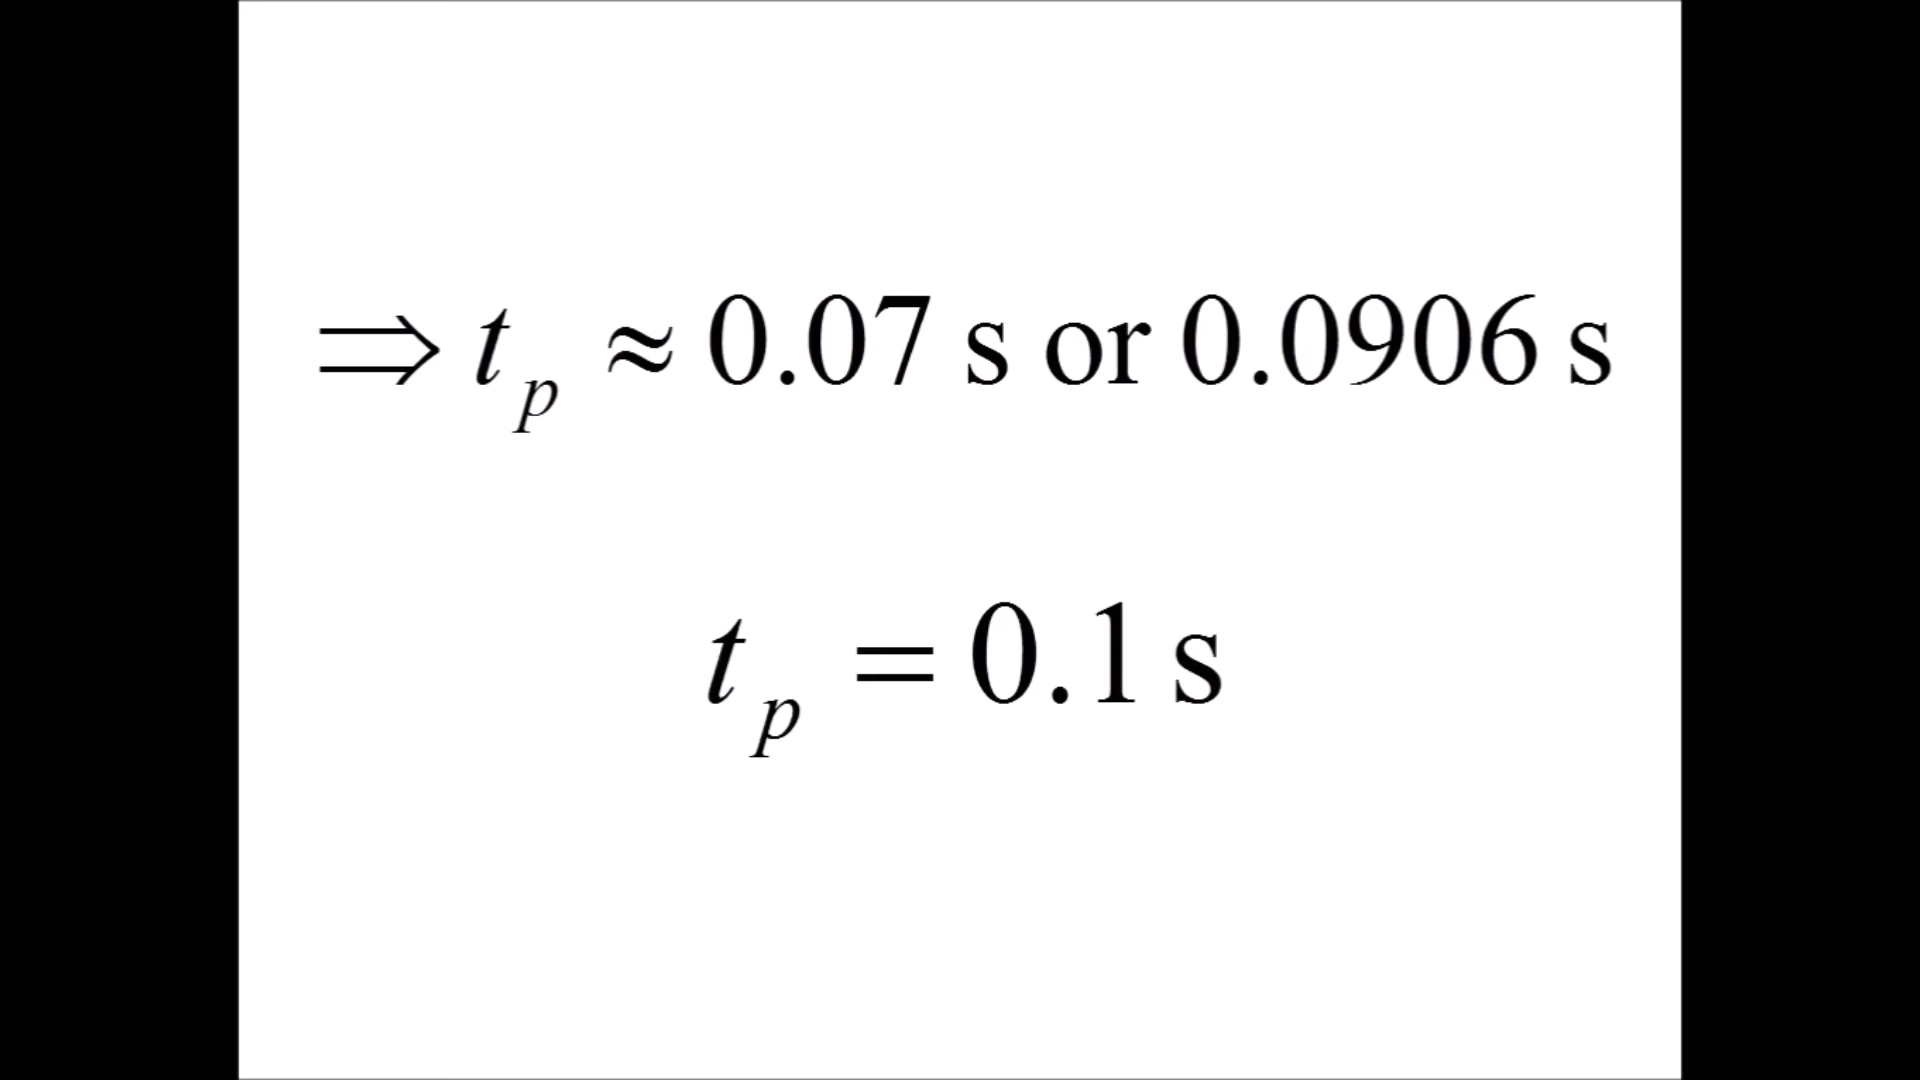 ⇒ t_p ≈ 0.07 s or 0.0906 s
t_p = 0.1 s